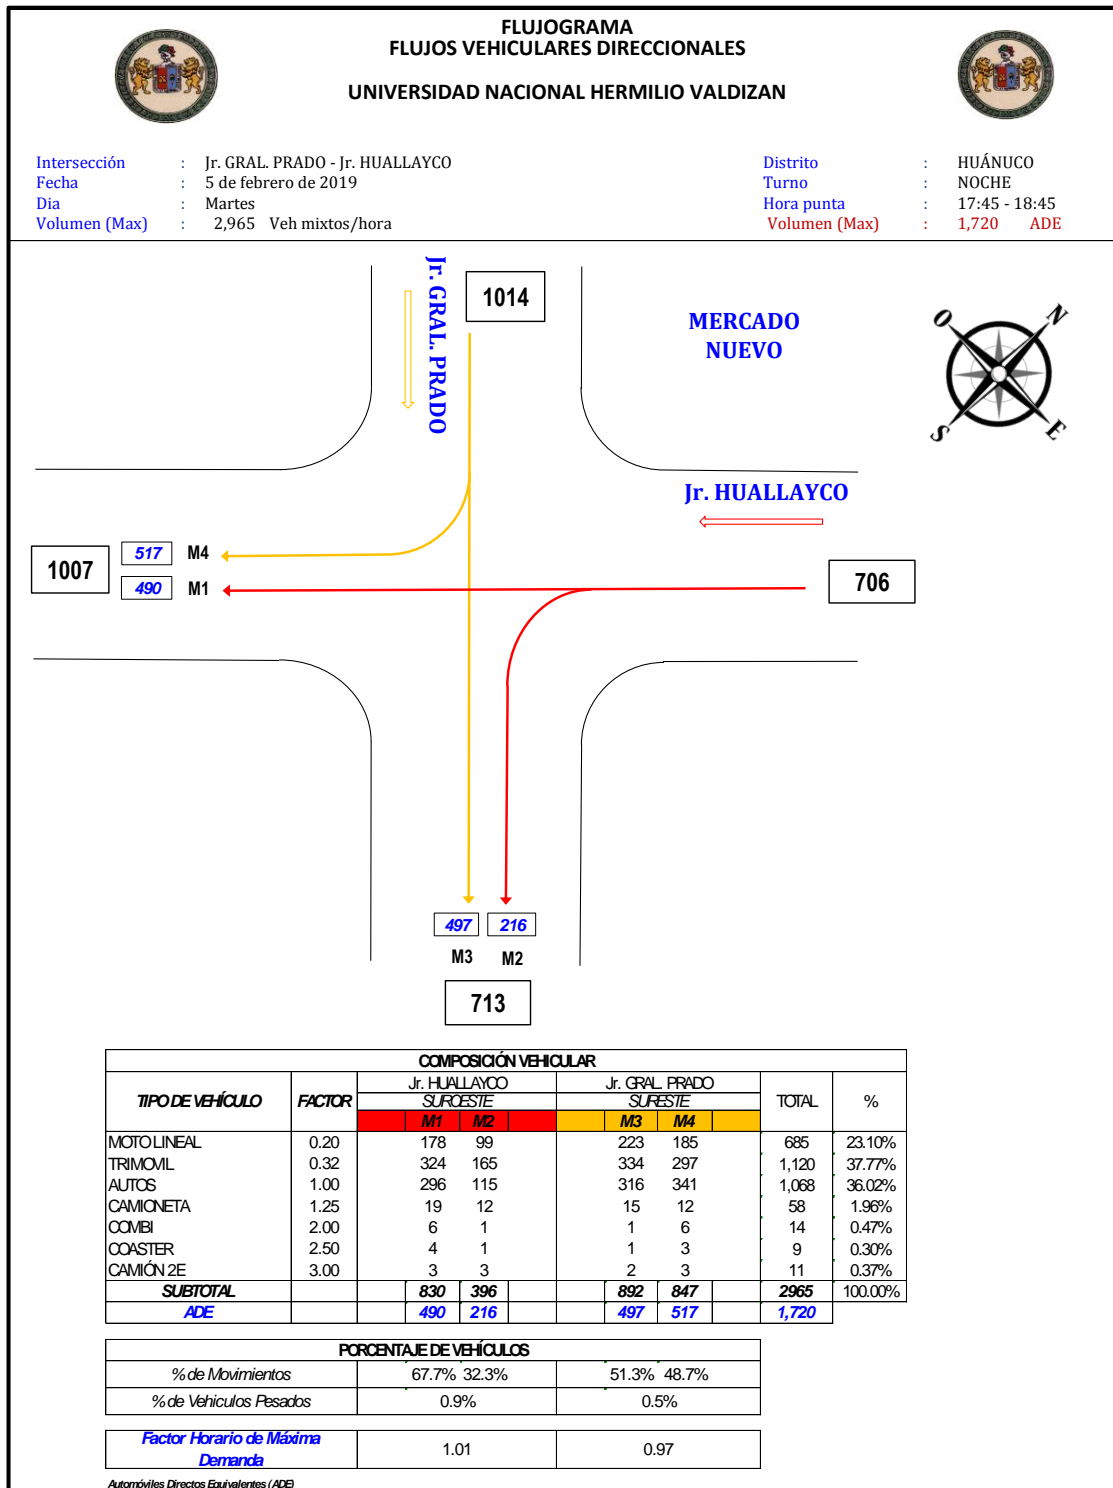 FLUJOGRAMA
FLUJOS VEHICULARES DIRECCIONALES
UNIVERSIDAD NACIONAL HERMILIO VALDIZAN
Intersección : Jr. GRAL. PRADO - Jr. HUALLAYCO Distrito : HUÁNUCO
Fecha : 5 de febrero de 2019 Turno : NOCHE
Dia : Martes Hora punta : 17:45 - 18:45
Volumen (Max) : 2,965 Veh mixtos/hora Volumen (Max) : 1,720 ADE
Jr. GRAL. PRADO
1014
MERCADO
NUEVO
O N
S E
Jr. HUALLAYCO
1007
517 M4
490 M1
706
497 216
M3 M2
713
COMPOSICIÓN VEHICULAR
TIPO DE VEHÍCULO FACTOR Jr. HUALLAYCO Jr. GRAL. PRADO TOTAL %
SUROESTE SURESTE
M1 M2 M3 M4
MOTO LINEAL 0.20 178 99 223 185 685 23.10%
TRIMOVIL 0.32 324 165 334 297 1,120 37.77%
AUTOS 1.00 296 115 316 341 1,068 36.02%
CAMIONETA 1.25 19 12 15 12 58 1.96%
COMBI 2.00 6 1 1 6 14 0.47%
COASTER 2.50 4 1 1 3 9 0.30%
CAMIÓN 2E 3.00 3 3 2 3 11 0.37%
SUBTOTAL 830 396 892 847 2965 100.00%
ADE 490 216 497 517 1,720
PORCENTAJE DE VEHÍCULOS
% de Movimientos 67.7% 32.3% 51.3% 48.7%
% de Vehiculos Pesados 0.9% 0.5%
Factor Horario de Máxima
Demanda 1.01 0.97
Automóviles Directos Equivalentes (ADE)